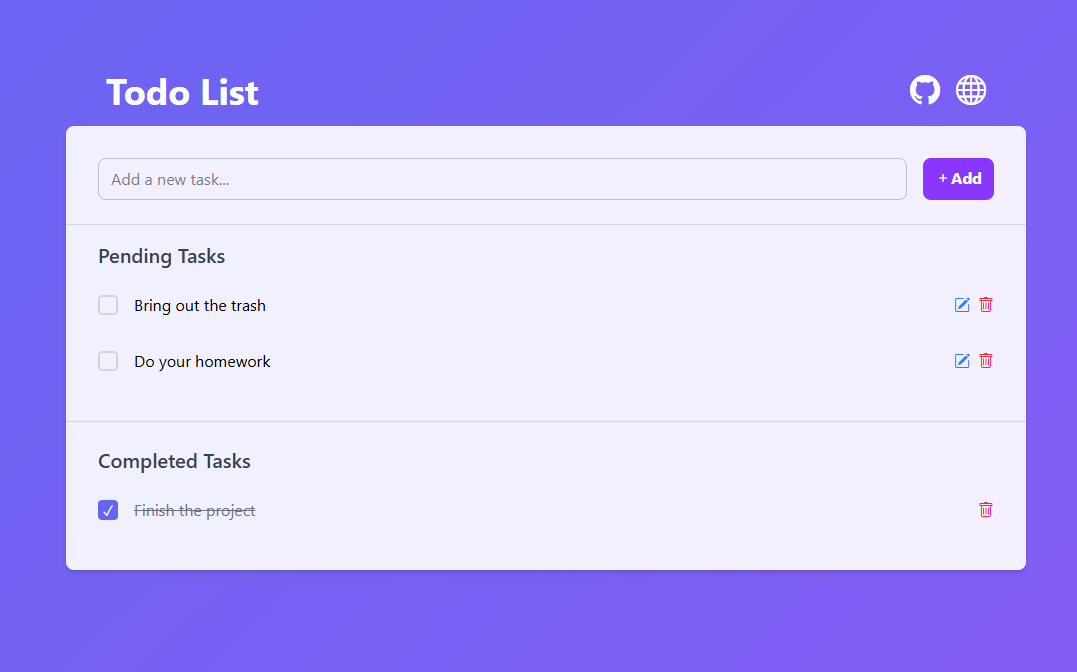 Todo List
Add a new task...
+ Add
Pending Tasks
Bring out the trash
Do your homework
Completed Tasks
Finish the project